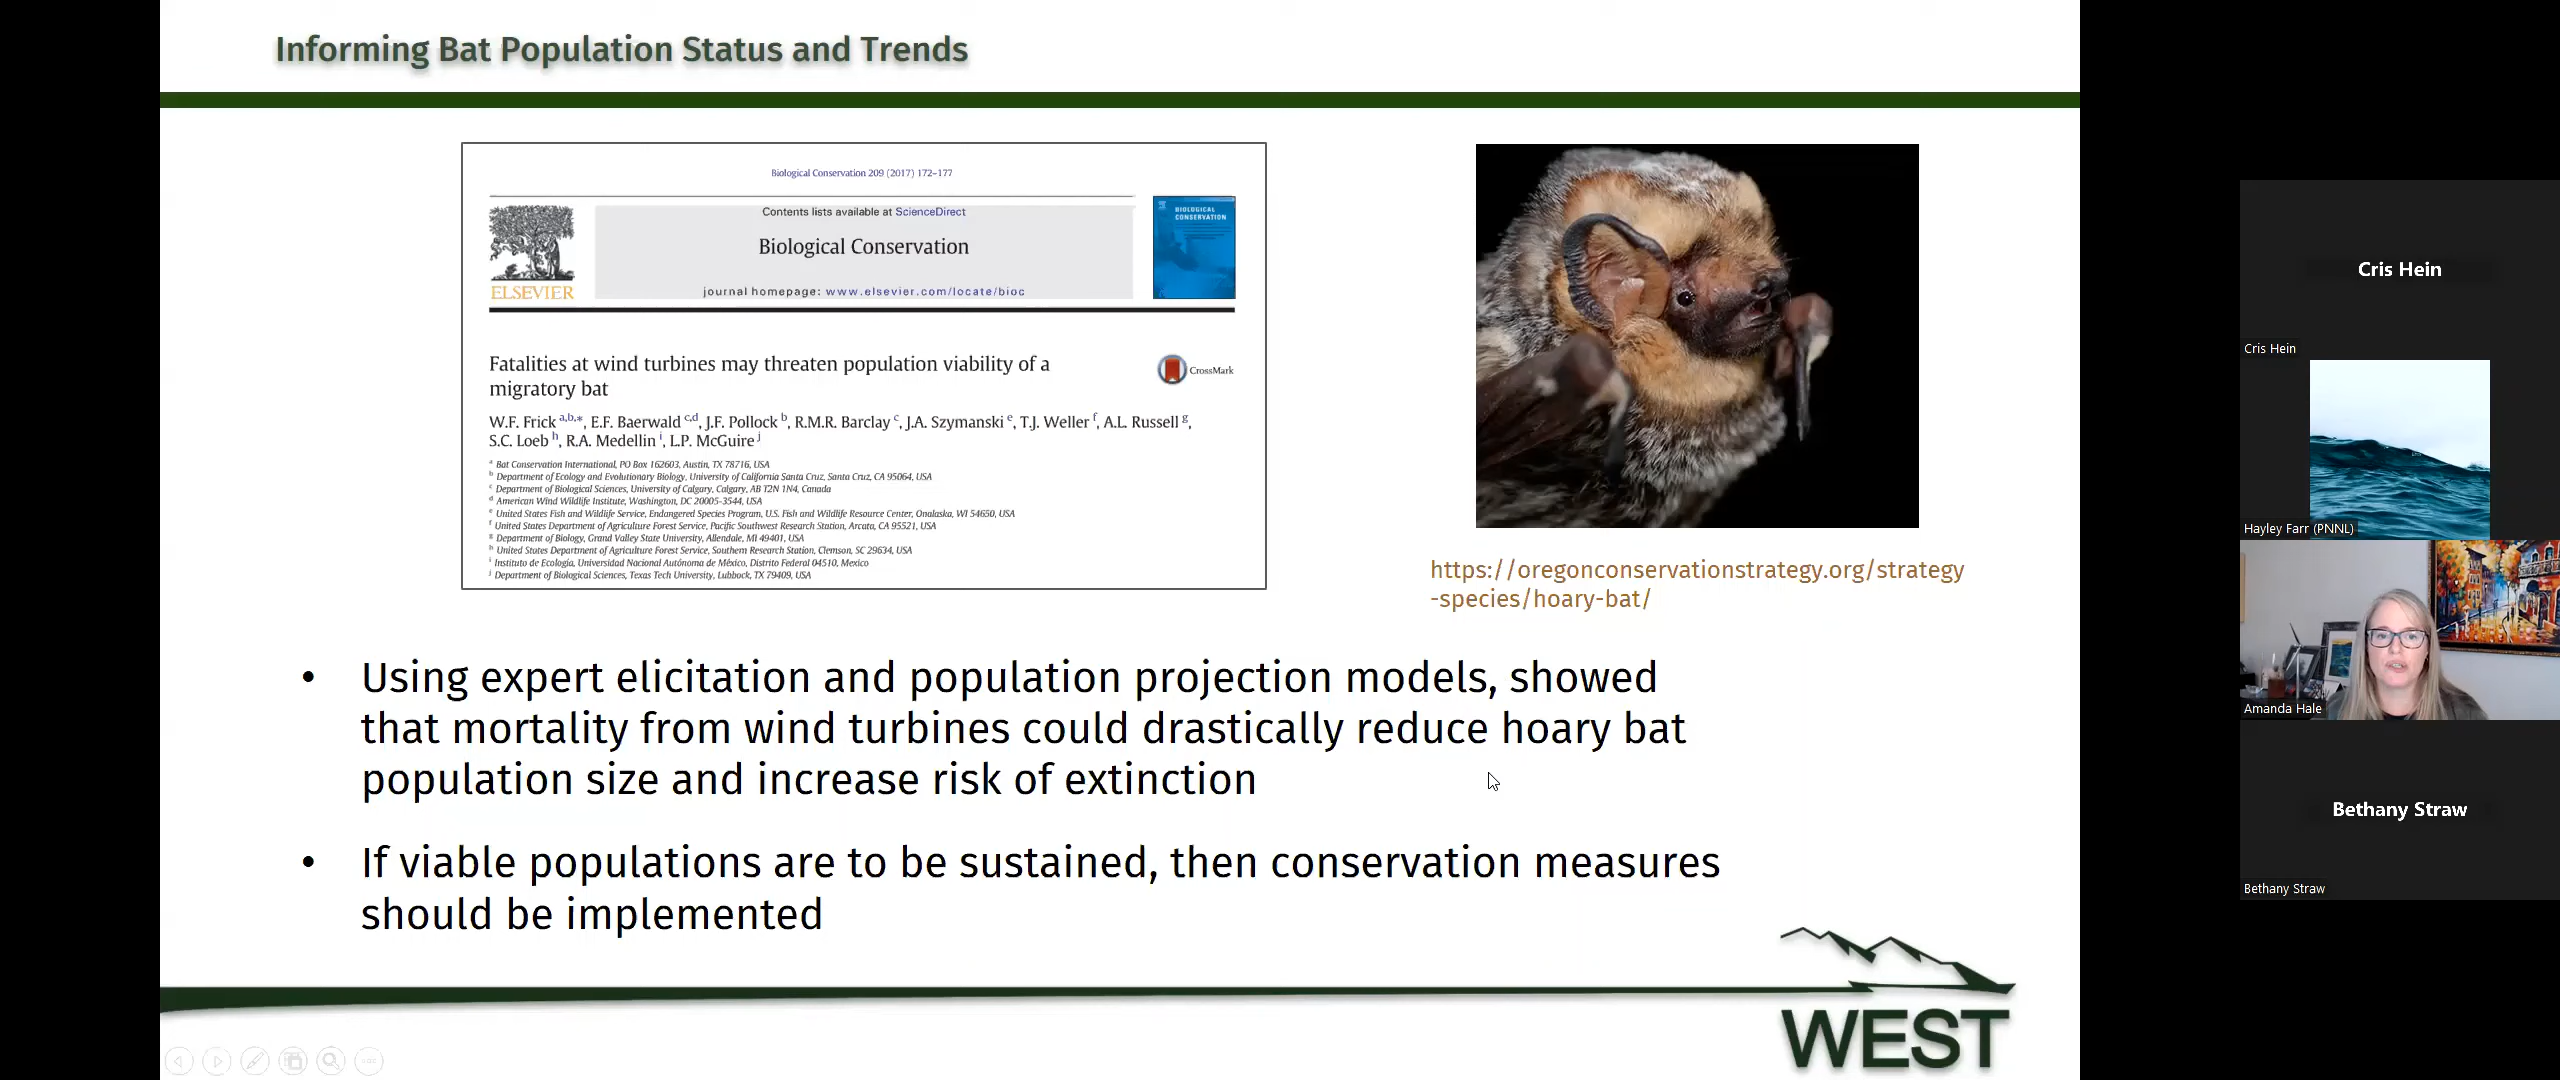 Informing Bat Population Status and Trends
Biological Conservation 209 (2017) 172–177
Contents lists available at ScienceDirect
Biological Conservation
journal homepage: www.elsevier.com/locate/bioc
ELSEVIER
BIOLOGICAL
CONSERVATION
Fatalities at wind turbines may threaten population viability of a
migratory bat
CrossMark
W.F. Frick a,b,*, E.F. Baerwald c,d, J.F. Pollock b, R.M.R. Barclay c, J.A. Szymanski e, T.J. Weller f, A.L. Russell g,
S.C. Loeb h, R.A. Medellin i, L.P. McGuire j
a Bat Conservation International, PO Box 162603, Austin, TX 78716, USA
b Department of Ecology and Evolutionary Biology, University of California Santa Cruz, Santa Cruz, CA 95064, USA
c Department of Biological Sciences, University of Calgary, Calgary, AB T2N 1N4, Canada
d American Wind Wildlife Institute, Washington, DC 20005-3544, USA
e United States Fish and Wildlife Service, Endangered Species Program, U.S. Fish and Wildlife Resource Center, Onalaska, WI 54650, USA
f United States Department of Agriculture Forest Service, Pacific Southwest Research Station, Arcata, CA 95521, USA
g Department of Biology, Grand Valley State University, Allendale, MI 49401, USA
h United States Department of Agriculture Forest Service, Southern Research Station, Clemson, SC 29634, USA
i Instituto de Ecología, Universidad Nacional Autónoma de México, Distrito Federal 04510, Mexico
j Department of Biological Sciences, Texas Tech University, Lubbock, TX 79409, USA
https://oregonconservationstrategy.org/strategy
-species/hoary-bat/
• Using expert elicitation and population projection models, showed
that mortality from wind turbines could drastically reduce hoary bat
population size and increase risk of extinction
• If viable populations are to be sustained, then conservation measures
should be implemented
WEST
Cris Hein
Cris Hein
Hayley Farr (PNNL)
Amanda Hale
Bethany Straw
Bethany Straw